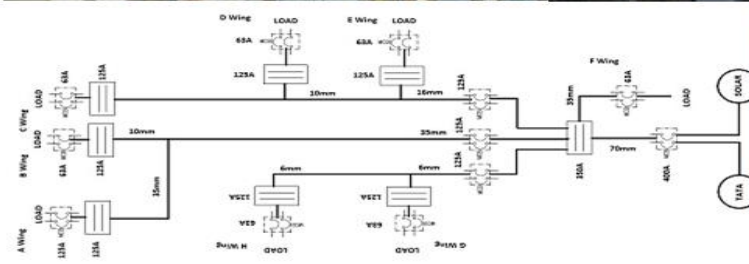 D Wing LOAD
E Wing LOAD
63A
63A
F Wing
125A
125A
63A
LOAD
SOLAR
C Wing
LOAD
63A
125A
10mm
16mm
125A
35mm
B Wing
LOAD
63A
125A
10mm
35mm
125A
350A
70mm
400A
6mm
6mm
125A
35mm
A Wing
LOAD
125A
125A
125A
125A
63A
63A
H Wing
LOAD
G Wing
LOAD
TATA